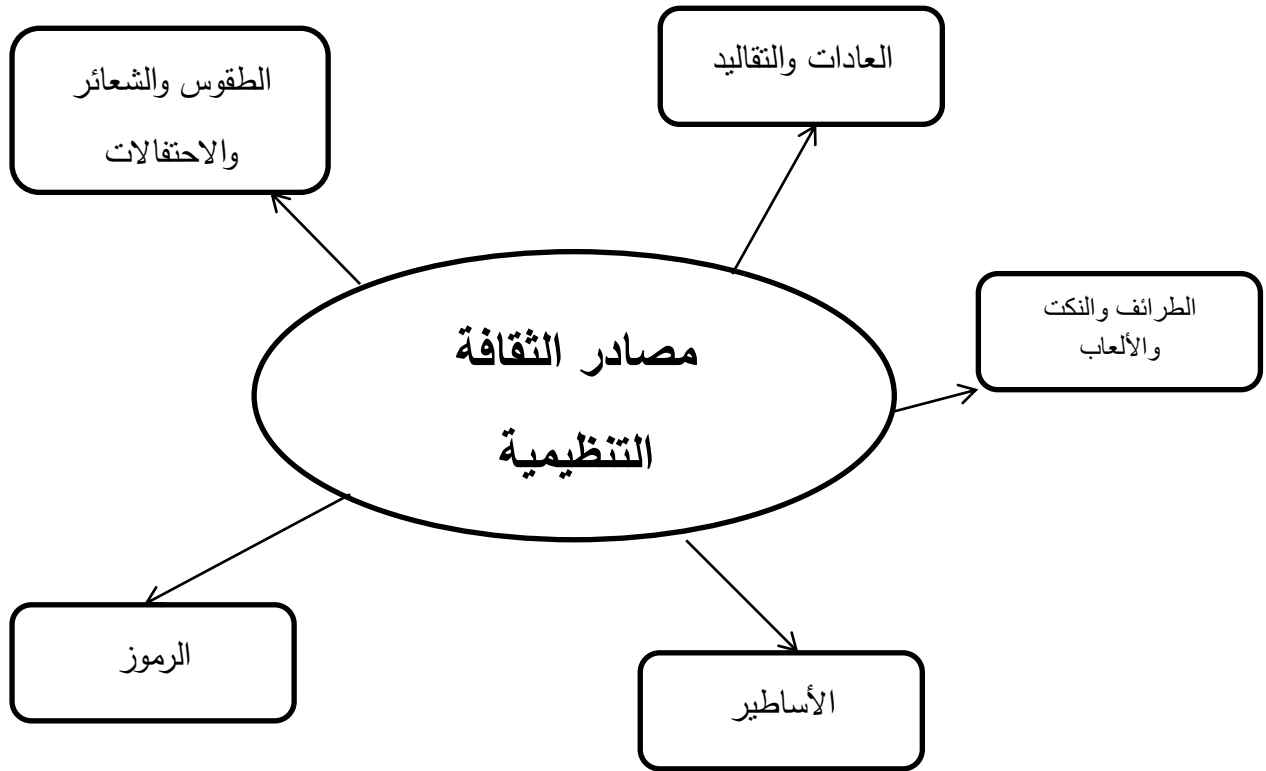 العادات والتقاليد
الطقوس والشعائر
والاحتفالات
الطرائف والنكت
والألعاب
مصادر الثقافة
التنظيمية
الرموز
الأساطير